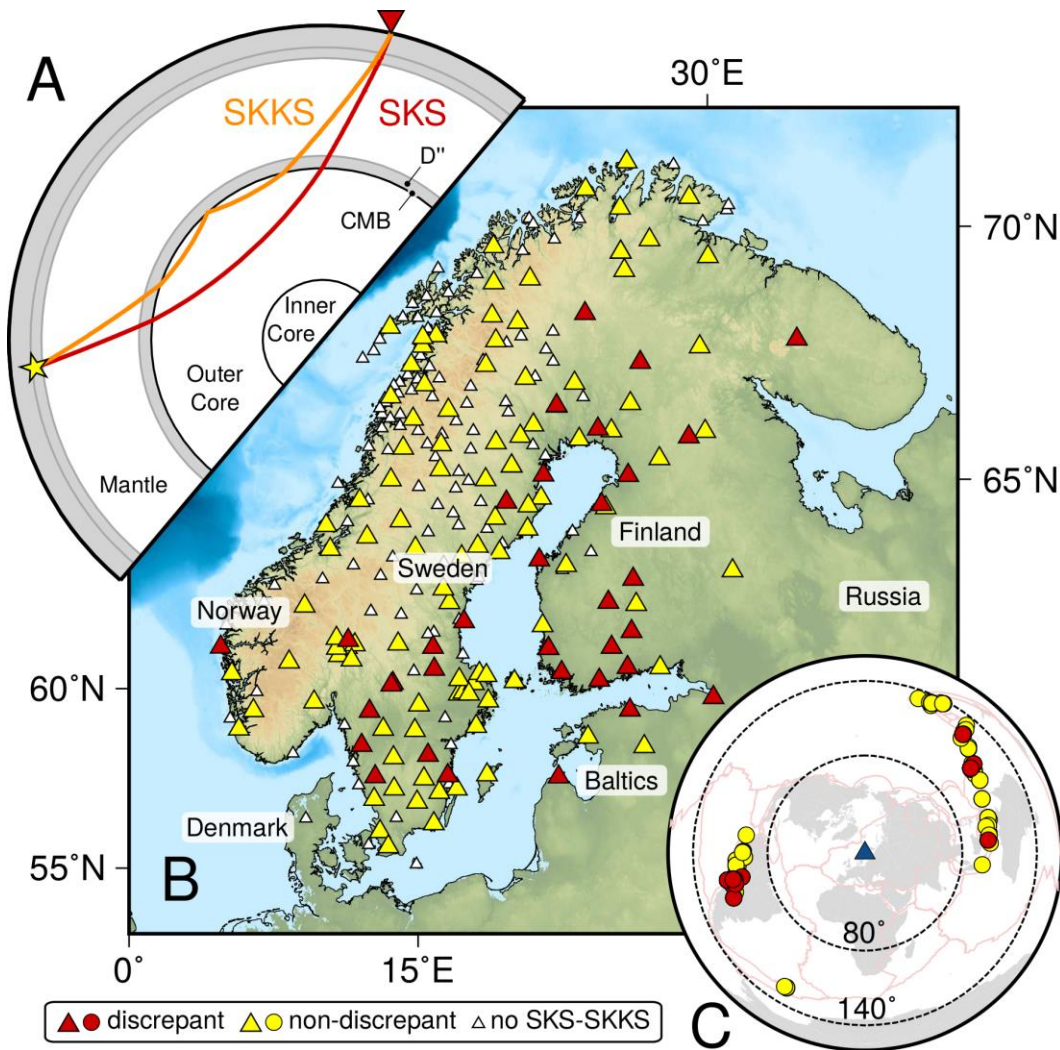 A
SKKS
SKS
D"
CMB
Inner
Core
Outer
Core
Mantle
30°E
70°N
65°N
60°N
55°N
0°
15°E
Finland
Sweden
Norway
Russia
Baltics
Denmark
B
80°
140°
C
discrepant
non-discrepant
no SKS-SKKS